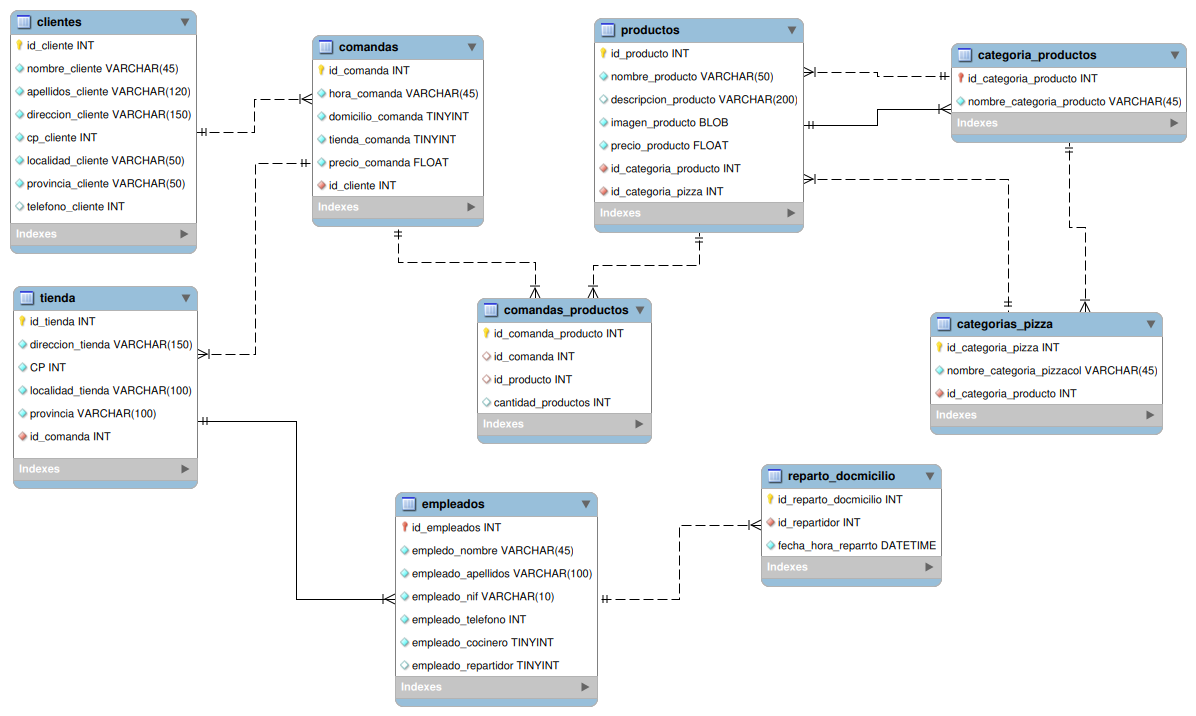 clientes
id_cliente INT
nombre_cliente VARCHAR(45)
apellidos_cliente VARCHAR(120)
direccion_cliente VARCHAR(150)
cp_cliente INT
localidad_cliente VARCHAR(50)
provincia_cliente VARCHAR(50)
telefono_cliente INT
Indexes
comandas
id_comanda INT
hora_comanda VARCHAR(45)
domicilio_comanda TINYINT
tienda_comanda TINYINT
precio_comanda FLOAT
id_cliente INT
Indexes
productos
id_producto INT
nombre_producto VARCHAR(50)
descripcion_producto VARCHAR(200)
imagen_producto BLOB
precio_producto FLOAT
id_categoria_producto INT
id_categoria_pizza INT
Indexes
categoria_productos
id_categoria_producto INT
nombre_categoria_producto VARCHAR(45)
Indexes
tienda
id_tienda INT
direccion_tienda VARCHAR(150)
CP INT
localidad_tienda VARCHAR(100)
provincia VARCHAR(100)
id_comanda INT
Indexes
comandas_productos
id_comanda_producto INT
id_comanda INT
id_producto INT
cantidad_productos INT
Indexes
categorias_pizza
id_categoria_pizza INT
nombre_categoria_pizzacol VARCHAR(45)
id_categoria_producto INT
Indexes
empleados
id_empleados INT
empledo_nombre VARCHAR(45)
empleado_apellidos VARCHAR(100)
empleado_nif VARCHAR(10)
empleado_telefono INT
empleado_cocinero TINYINT
empleado_repartidor TINYINT
Indexes
reparto_docmicilio
id_reparto_docmicilio INT
id_repartidor INT
fecha_hora_reparrto DATETIME
Indexes